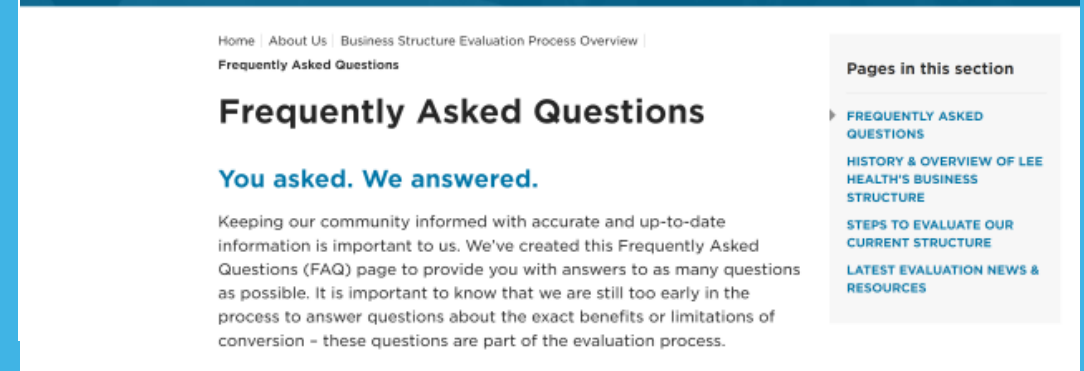 Home | About Us | Business Structure Evaluation Process Overview |
Frequently Asked Questions
Frequently Asked Questions
You asked. We answered.
Keeping our community informed with accurate and up-to-date
information is important to us. We've created this Frequently Asked
Questions (FAQ) page to provide you with answers to as many questions
as possible. It is important to know that we are still too early in the
process to answer questions about the exact benefits or limitations of
conversion – these questions are part of the evaluation process.
Pages in this section
FREQUENTLY ASKED
QUESTIONS
HISTORY & OVERVIEW OF LEE
HEALTH'S BUSINESS
STRUCTURE
STEPS TO EVALUATE OUR
CURRENT STRUCTURE
LATEST EVALUATION NEWS &
RESOURCES